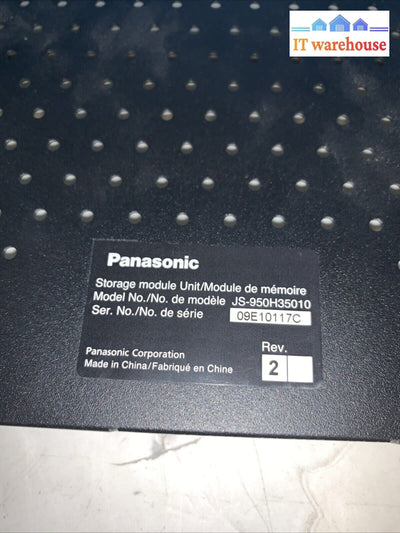 IT warehouse
Panasonic
Storage module Unit/Module de mémoire
Model No./No. de modèle JS-950H35010
Ser. No./No. de série 09E10117C
Rev.
2
Panasonic Corporation
Made in China/Fabriqué en Chine